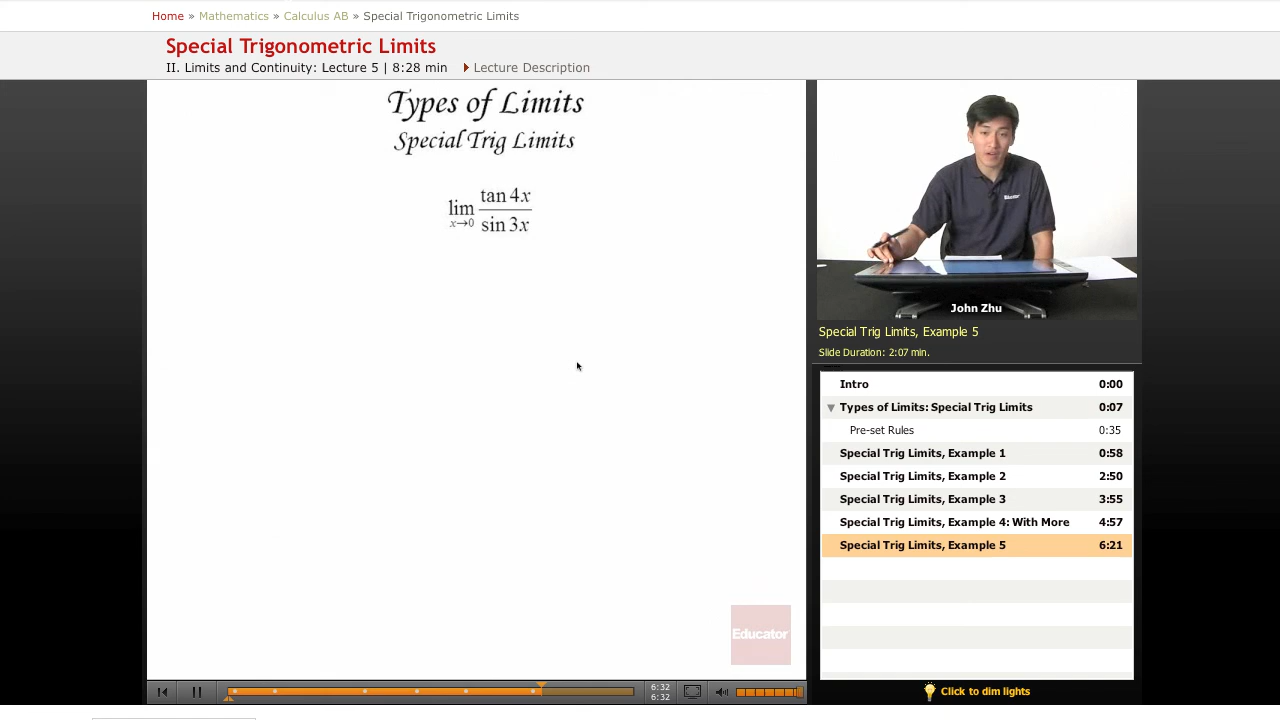 Home » Mathematics » Calculus AB » Special Trigonometric Limits
Special Trigonometric Limits
II. Limits and Continuity: Lecture 5 | 8:28 min Lecture Description
Types of Limits
Special Trig Limits
lim x→0 tan 4x / sin 3x
Educator
John Zhu
Special Trig Limits, Example 5
Slide Duration: 2:07 min.
Intro 0:00
Types of Limits: Special Trig Limits 0:07
Pre-set Rules 0:35
Special Trig Limits, Example 1 0:58
Special Trig Limits, Example 2 2:50
Special Trig Limits, Example 3 3:55
Special Trig Limits, Example 4: With More 4:57
Special Trig Limits, Example 5 6:21
Educator
6:32
6:32
Click to dim lights